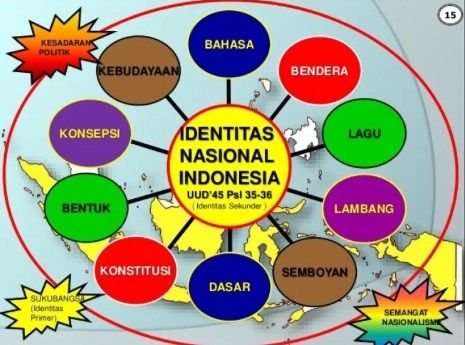 15
KESADARAN
POLITIK
BAHASA
KEBUDAYAAN
BENDERA
KONSEPSI
IDENTITAS
NASIONAL
INDONESIA
UUD'45 Psl 35-36
( Identitas Sekunder )
LAGU
BENTUK
LAMBANG
KONSTITUSI
DASAR
SEMBOYAN
SUKUBANGSA
(Identitas
Primer)
SEMANGAT
NASIONALISME